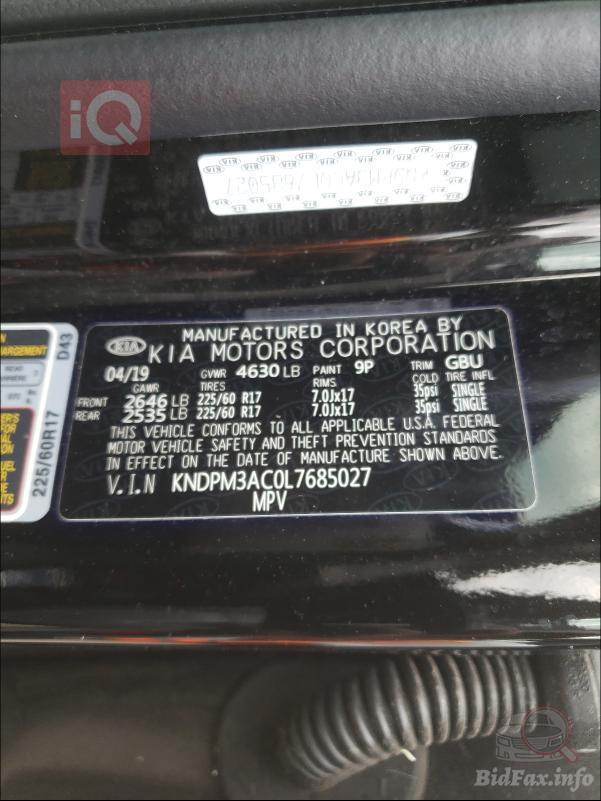 iQ
MANUFACTURED IN KOREA BY
KIA KIA MOTORS CORPORATION
04/19 GVWR 4630 LB PAINT 9P TRIM GBU
GAWR TIRES RIMS COLD TIRE INFL
FRONT 2646 LB 225/60 R17 7.0Jx17 35psi SINGLE
REAR 2535 LB 225/60 R17 7.0Jx17 35psi SINGLE
THIS VEHICLE CONFORMS TO ALL APPLICABLE U.S.A. FEDERAL
MOTOR VEHICLE SAFETY AND THEFT PREVENTION STANDARDS
IN EFFECT ON THE DATE OF MANUFACTURE SHOWN ABOVE.
V.I.N KNDPM3AC0L7685027
MPV
D43
225/60R17
BidFax.info